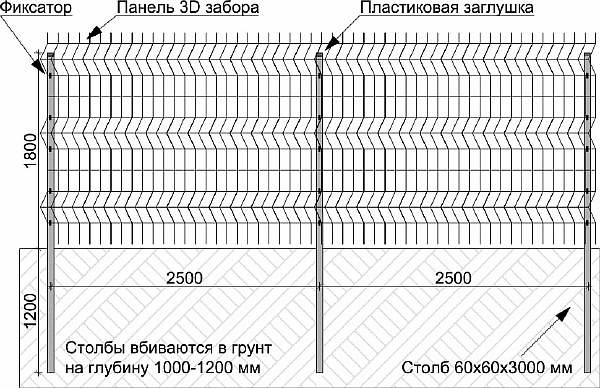 Фиксатор
Панель 3D забора
Пластиковая заглушка
1800
2500
2500
1200
Столбы вбиваются в грунт
на глубину 1000-1200 мм
Столб 60x60x3000 мм